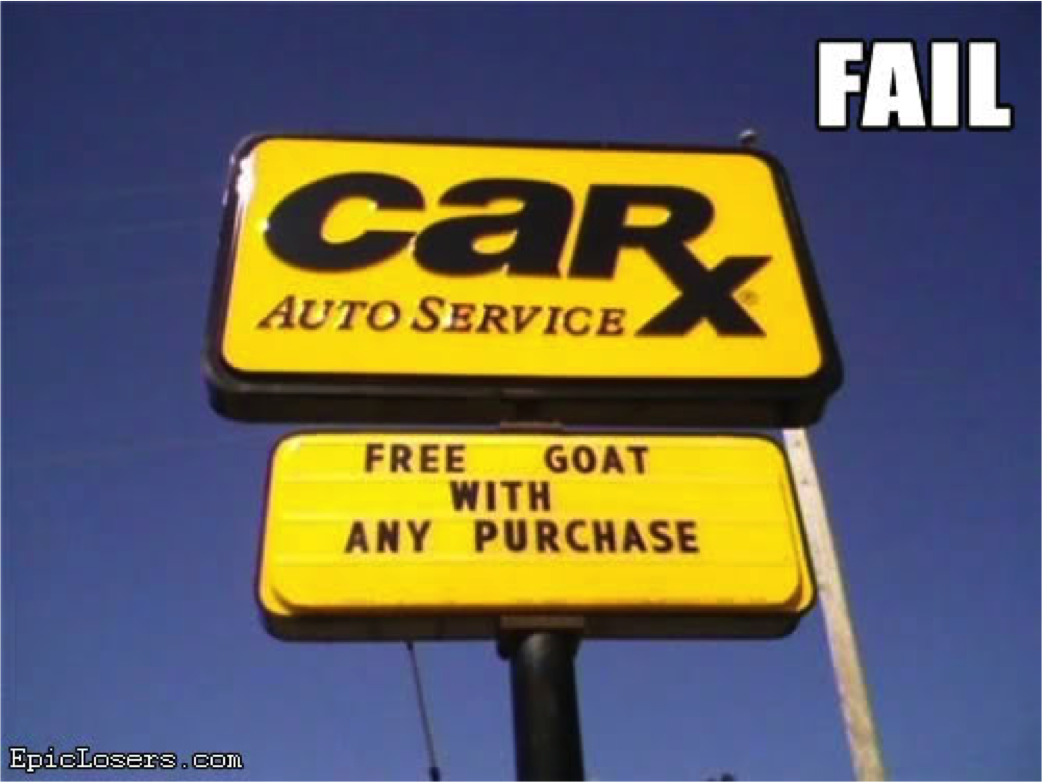 FAIL
CARX
AUTO SERVICE
FREE GOAT
WITH
ANY PURCHASE
EpicLosers.com